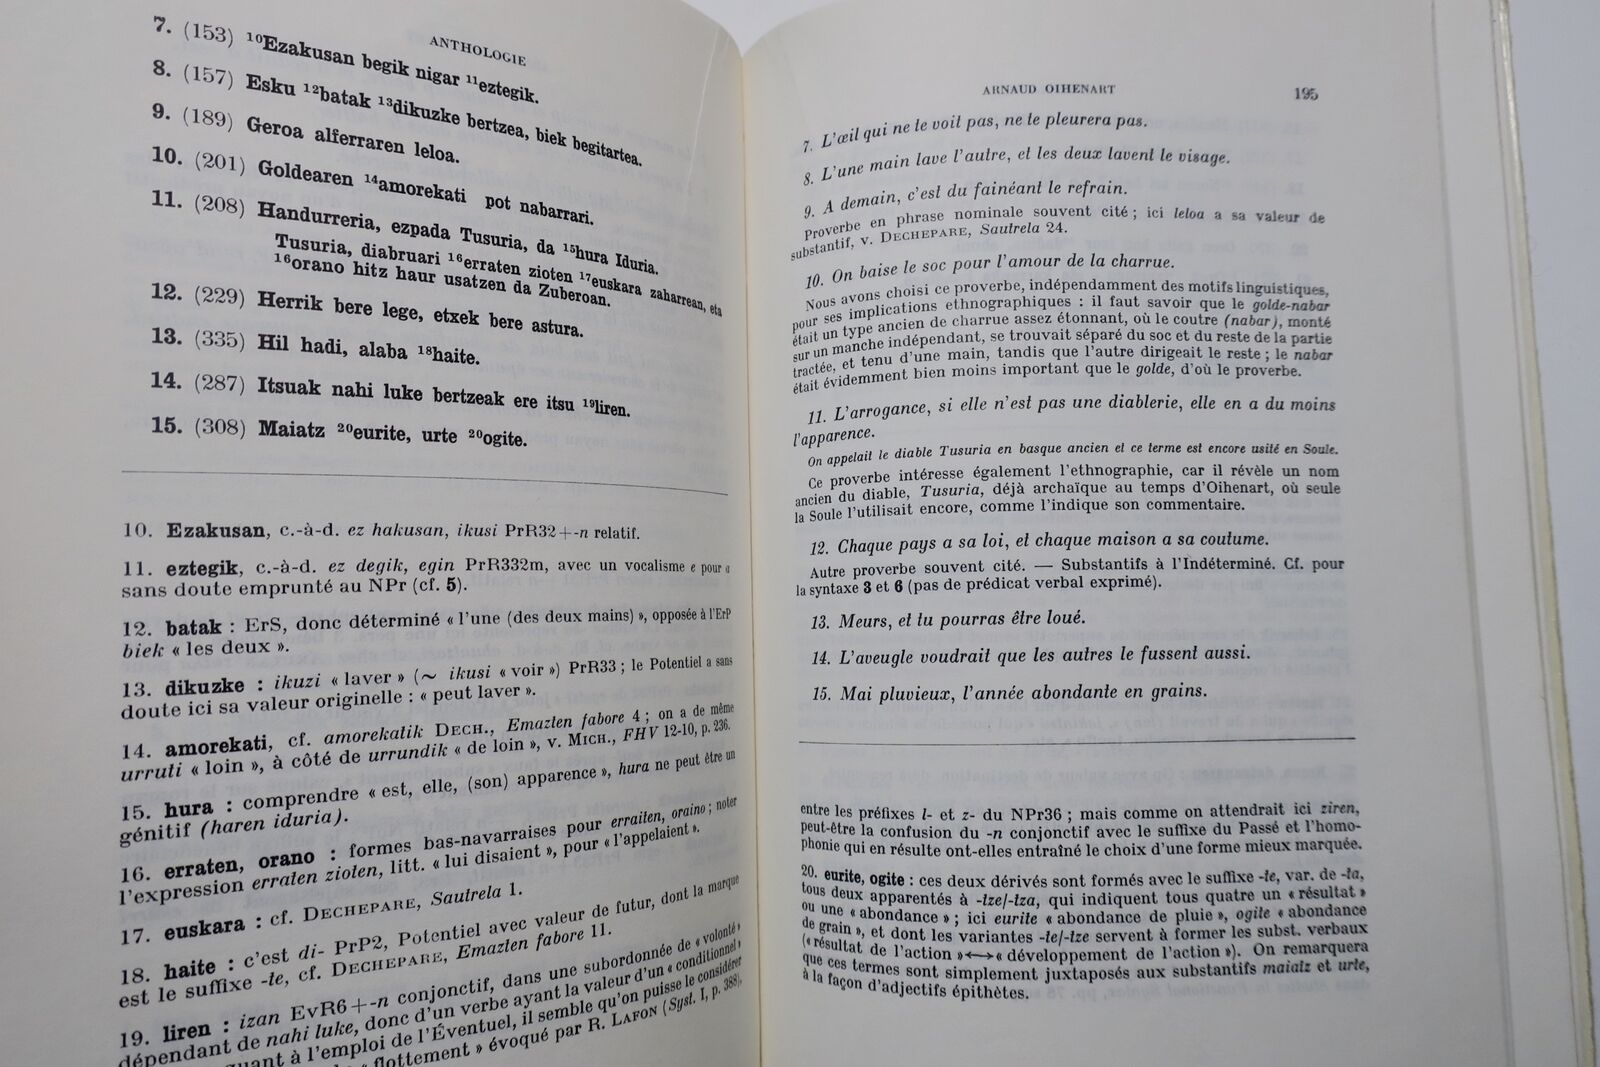 ANTHOLOGIE
7. (153) ¹⁰Ezakusan begik nigar ¹¹eztegik.
8. (157) Esku ¹²batak ¹³dikuzke bertzea, biek begitartea.
9. (189) Geroa alferraren leloa.
10. (201) Goldearen ¹⁴amorekati pot nabarrari.
11. (208) Handurreria, ezpada Tusuria, da ¹⁵hura Iduria.
Tusuria, diabruari ¹⁶erraten zioten ¹⁷euskara zaharrean, eta
¹⁶orano hitz haur usatzen da Zuberoan.
12. (229) Herrik bere lege, etxek bere astura.
13. (335) Hil hadi, alaba ¹⁸haite.
14. (287) Itsuak nahi luke bertzeak ere itsu ¹⁹liren.
15. (308) Maiatz ²⁰eurite, urte ²⁰ogite.
10. Ezakusan, c.-à-d. ez hakusan, ikusi PrR32+-n relatif.
11. eztegik, c.-à-d. ez degik, egin PrR332m, avec un vocalisme e pour a
sans doute emprunté au NPr (cf. 5).
12. batak : ErS, donc déterminé « l'une (des deux mains) », opposée à l'ErP
biek « les deux ».
13. dikuzke : ikuzi « laver » (~ ikusi « voir ») PrR33 ; le Potentiel a sans
doute ici sa valeur originelle : « peut laver ».
14. amorekati, cf. amorekatik DECH., Emazten fabore 4 ; on a de même
urruti « loin », à côté de urrundik « de loin », v. MICH., FHV 12-10, p. 236.
15. hura : comprendre « est, elle, (son) apparence », hura ne peut être un
génitif (haren iduria).
16. erraten, orano : formes bas-navarraises pour erraiten, oraino ; noter
l'expression erraten zioten, litt. « lui disaient », pour « l'appelaient ».
17. euskara : cf. DECHEPARE, Sautrela 1.
18. haite : c'est di- PrP2, Potentiel avec valeur de futur, dont la marque
est le suffixe -te, cf. DECHEPARE, Emazten fabore 11.
19. liren : izan EvR6+-n conjonctif, dans une subordonnée de « volonté »
dépendant de nahi luke, donc d'un verbe ayant la valeur d'un « conditionnel »
quant à l'emploi de l'Éventuel, il semble qu'on puisse le considérer
« flottement » évoqué par R. LAFON (Syst. I, p. 388),
ARNAUD OIHENART 195
7. L'œil qui ne te voit pas, ne te pleurera pas.
8. L'une main lave l'autre, et les deux lavent le visage.
9. A demain, c'est du fainéant le refrain.
Proverbe en phrase nominale souvent cité ; ici leloa a sa valeur de
substantif, v. DECHEPARE, Sautrela 24.
10. On baise le soc pour l'amour de la charrue.
Nous avons choisi ce proverbe, indépendamment des motifs linguistiques,
pour ses implications ethnographiques : il faut savoir que le golde-nabar
était un type ancien de charrue assez étonnant, où le coutre (nabar), monté
sur un manche indépendant, se trouvait séparé du soc et du reste de la partie
tractée, et tenu d'une main, tandis que l'autre dirigeait le reste ; le nabar
était évidemment bien moins important que le golde, d'où le proverbe.
11. L'arrogance, si elle n'est pas une diablerie, elle en a du moins
l'apparence.
On appelait le diable Tusuria en basque ancien et ce terme est encore usité en Soule.
Ce proverbe intéresse également l'ethnographie, car il révèle un nom
ancien du diable, Tusuria, déjà archaïque au temps d'Oihenart, où seule
la Soule l'utilisait encore, comme l'indique son commentaire.
12. Chaque pays a sa loi, et chaque maison a sa coutume.
Autre proverbe souvent cité. — Substantifs à l'Indéterminé. Cf. pour
la syntaxe 3 et 6 (pas de prédicat verbal exprimé).
13. Meurs, et tu pourras être loué.
14. L'aveugle voudrait que les autres le fussent aussi.
15. Mai pluvieux, l'année abondante en grains.
entre les préfixes l- et z- du NPr36 ; mais comme on attendrait ici ziren,
peut-être la confusion du -n conjonctif avec le suffixe du Passé et l'homo-
phonie qui en résulte ont-elles entraîné le choix d'une forme mieux marquée.
20. eurite, ogite : ces deux dérivés sont formés avec le suffixe -te, var. de -ta,
tous deux apparentés à -tze/-tza, qui indiquent tous quatre un « résultat »
ou une « abondance » ; ici eurite « abondance de pluie », ogite « abondance
de grain », et dont les variantes -te/-tze servent à former les subst. verbaux
(« résultat de l'action »⟷« développement de l'action »). On remarquera
que ces termes sont simplement juxtaposés aux substantifs maiatz et urte,
à la façon d'adjectifs épithètes.